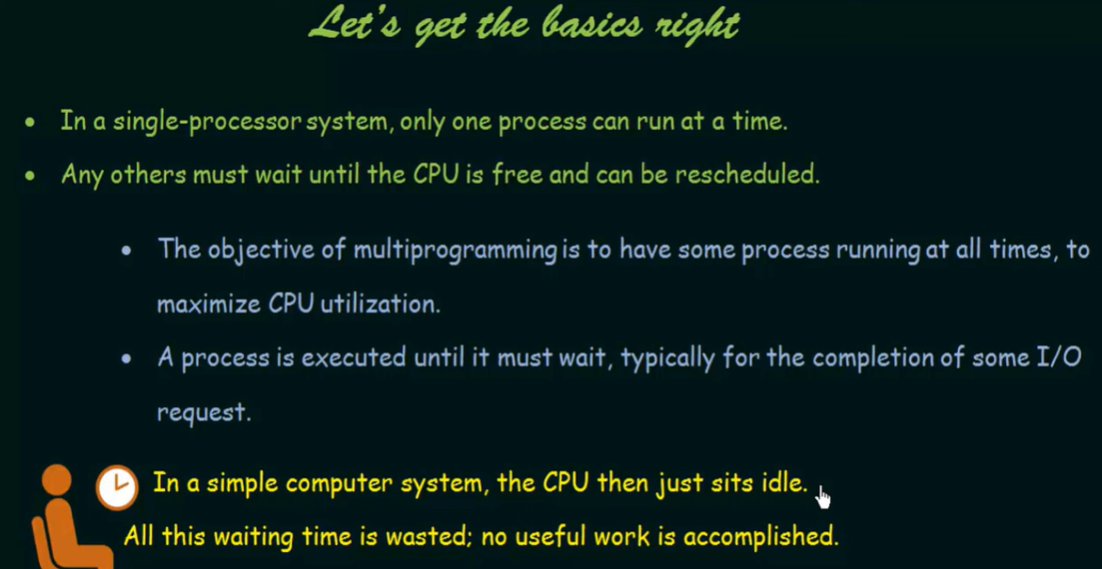 Let's get the basics right
• In a single-processor system, only one process can run at a time.
• Any others must wait until the CPU is free and can be rescheduled.
• The objective of multiprogramming is to have some process running at all times, to
maximize CPU utilization.
• A process is executed until it must wait, typically for the completion of some I/O
request.
In a simple computer system, the CPU then just sits idle.
All this waiting time is wasted; no useful work is accomplished.